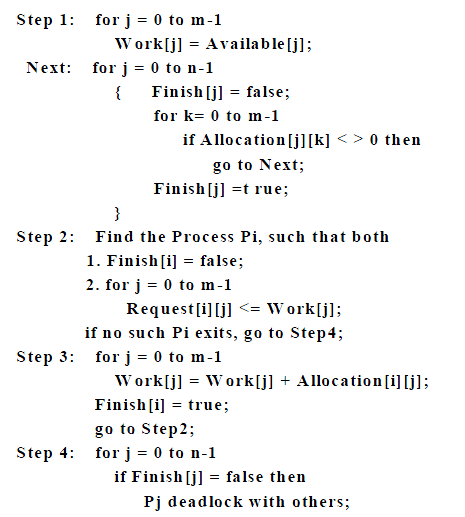 Step 1: for j = 0 to m-1
Work[j] = Available[j];
Next: for j = 0 to n-1
{ Finish[j] = false;
for k= 0 to m-1
if Allocation[j][k] < > 0 then
go to Next;
Finish[j] =t rue;
}
Step 2: Find the Process Pi, such that both
1. Finish[i] = false;
2. for j = 0 to m-1
Request[i][j] <= Work[j];
if no such Pi exits, go to Step4;
Step 3: for j = 0 to m-1
Work[j] = Work[j] + Allocation[i][j];
Finish[i] = true;
go to Step2;
Step 4: for j = 0 to n-1
if Finish[j] = false then
Pj deadlock with others;